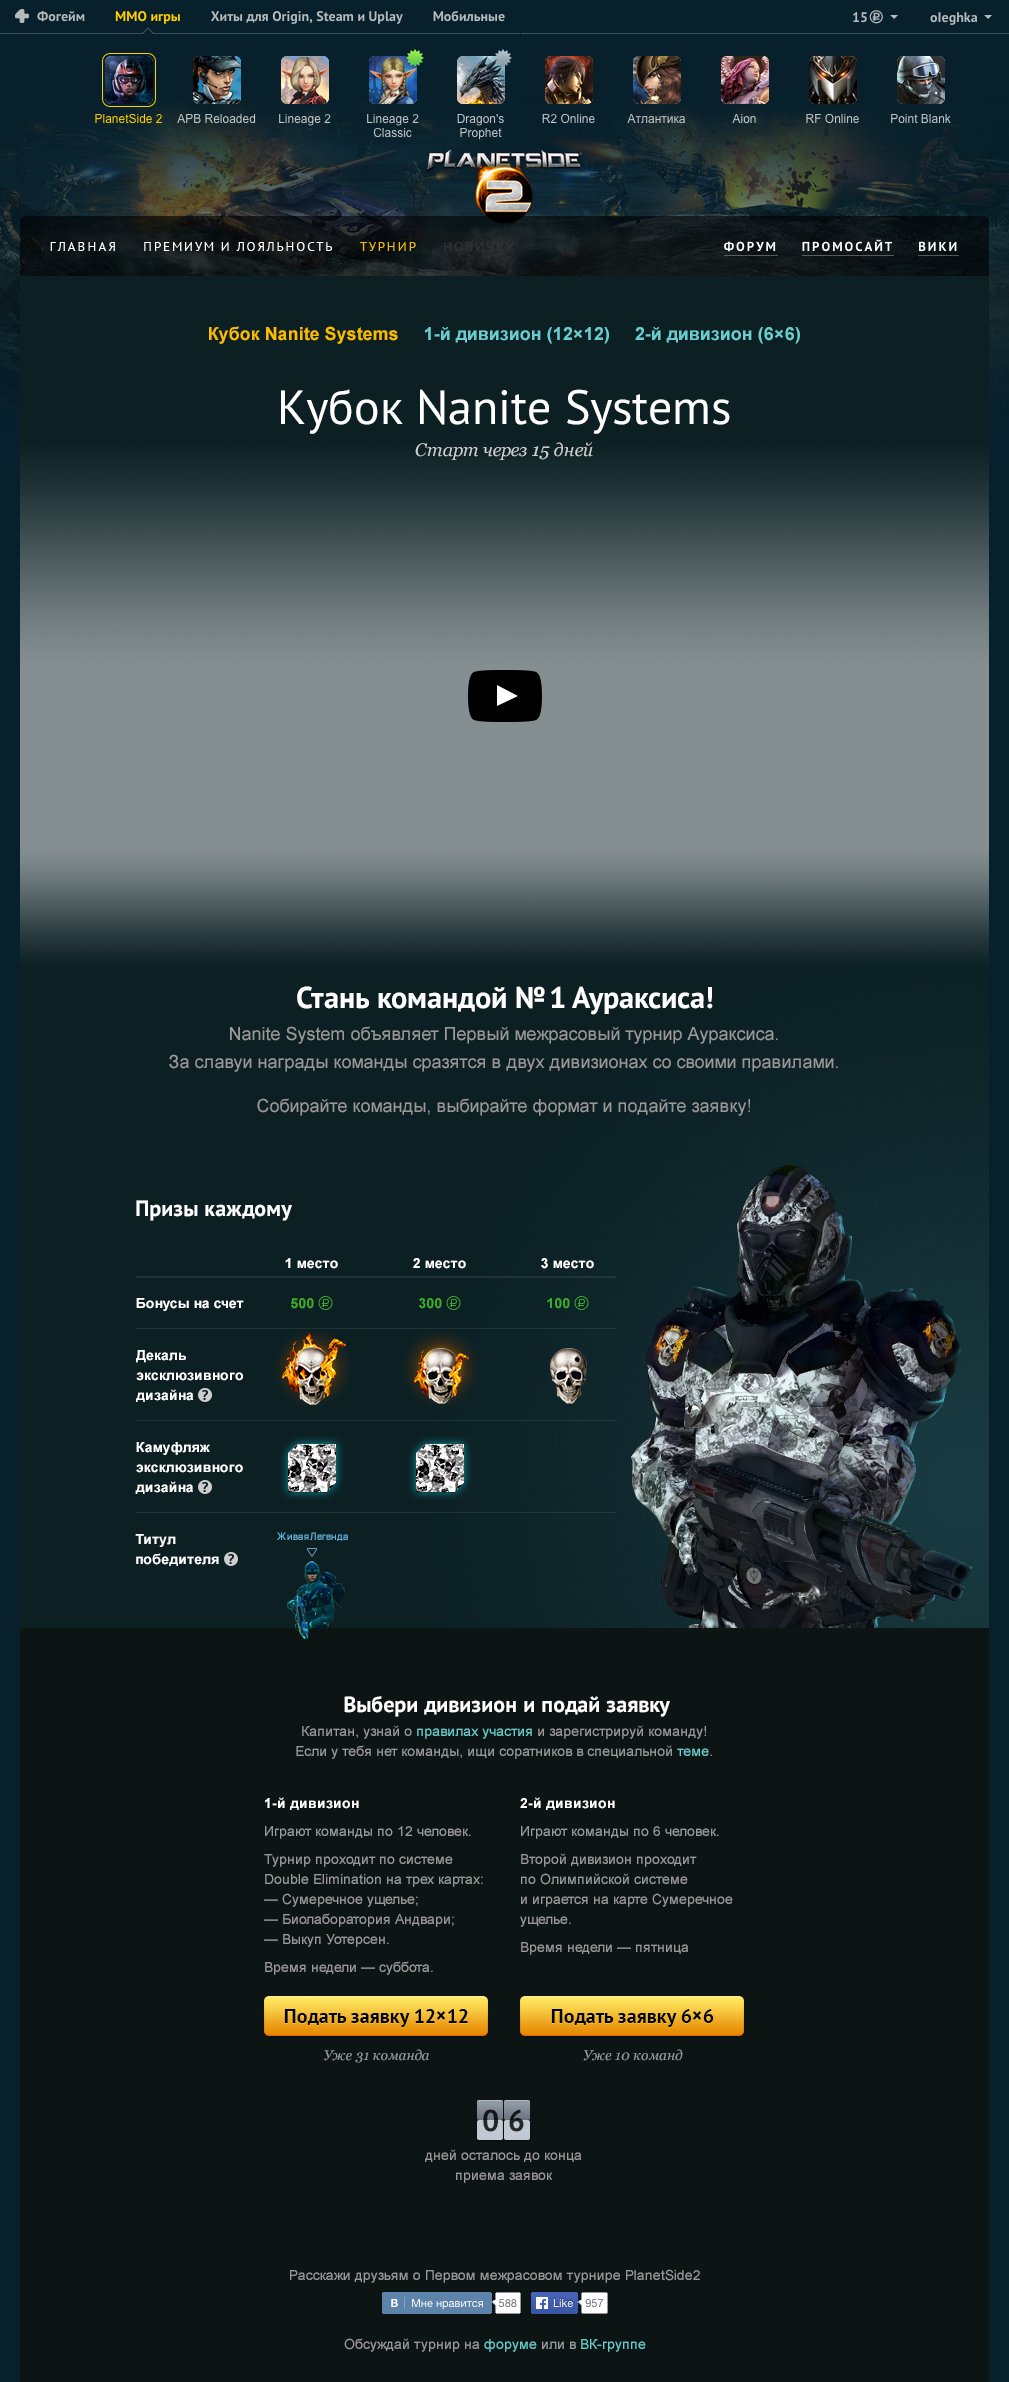 Фогейм
ММО игры
Хиты для Origin, Steam и Uplay
Мобильные
15
oleghka
PlanetSide 2
APB Reloaded
Lineage 2
Lineage 2
Classic
Dragon's
Prophet
R2 Online
Атлантика
Aion
RF Online
Point Blank
PLANETSIDE
2
ГЛАВНАЯ
ПРЕМИУМ И ЛОЯЛЬНОСТЬ
ТУРНИР
НОВИЧКУ
ФОРУМ
ПРОМОСАЙТ
ВИКИ
Кубок Nanite Systems
1-й дивизион (12×12)
2-й дивизион (6×6)
Кубок Nanite Systems
Старт через 15 дней
Стань командой №1 Аураксиса!
Nanite System объявляет Первый межрасовый турнир Аураксиса.
За славуи награды команды сразятся в двух дивизионах со своими правилами.
Собирайте команды, выбирайте формат и подайте заявку!
Призы каждому
1 место
2 место
3 место
Бонусы на счет
500
300
100
Декаль
эксклюзивного
дизайна ?
Камуфляж
эксклюзивного
дизайна ?
Титул
победителя ?
Живая Легенда
Выбери дивизион и подай заявку
Капитан, узнай о правилах участия и зарегистрируй команду!
Если у тебя нет команды, ищи соратников в специальной теме.
1-й дивизион
Играют команды по 12 человек.
Турнир проходит по системе
Double Elimination на трех картах:
— Сумеречное ущелье;
— Биолаборатория Андвари;
— Выкуп Уотерсен.
Время недели — суббота.
Подать заявку 12×12
Уже 31 команда
2-й дивизион
Играют команды по 6 человек.
Второй дивизион проходит
по Олимпийской системе
и играется на карте Сумеречное
ущелье.
Время недели — пятница
Подать заявку 6×6
Уже 10 команд
06
дней осталось до конца
приема заявок
Расскажи друзьям о Первом межрасовом турнире PlanetSide2
В Мне нравится 588
Like 957
Обсуждай турнир на форуме или в ВК-группе